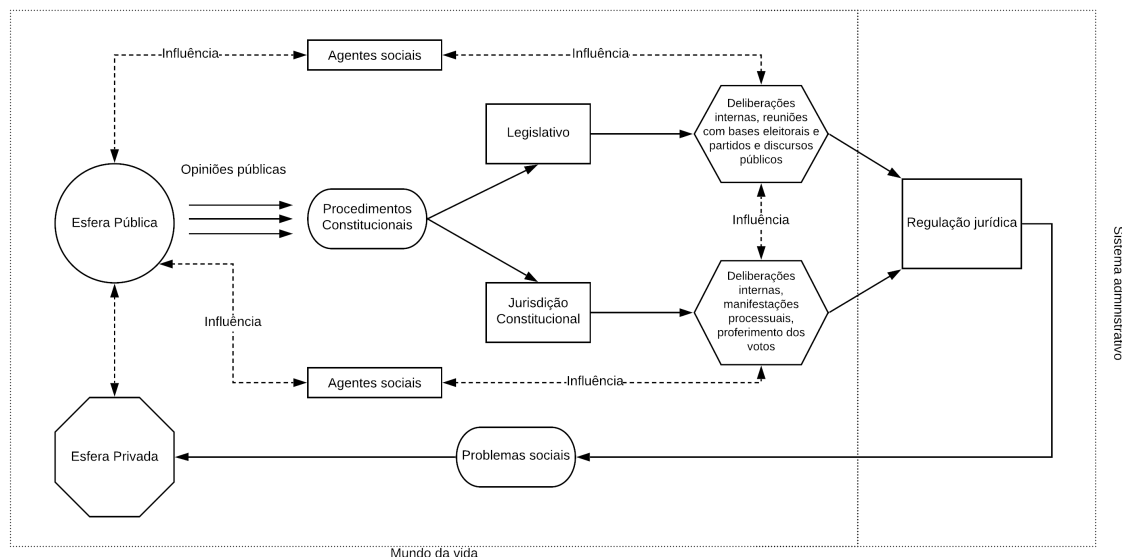 Influência
Agentes sociais
Influência
Deliberações
internas, reuniões
com bases eleitorais e
partidos e discursos
públicos
Legislativo
Opiniões públicas
Esfera Pública
Procedimentos
Constitucionais
Influência
Regulação jurídica
Sistema administrativo
Deliberações
internas,
manifestações
processuais,
proferimento dos
votos
Jurisdição
Constitucional
Influência
Agentes sociais
Influência
Esfera Privada
Problemas sociais
Mundo da vida